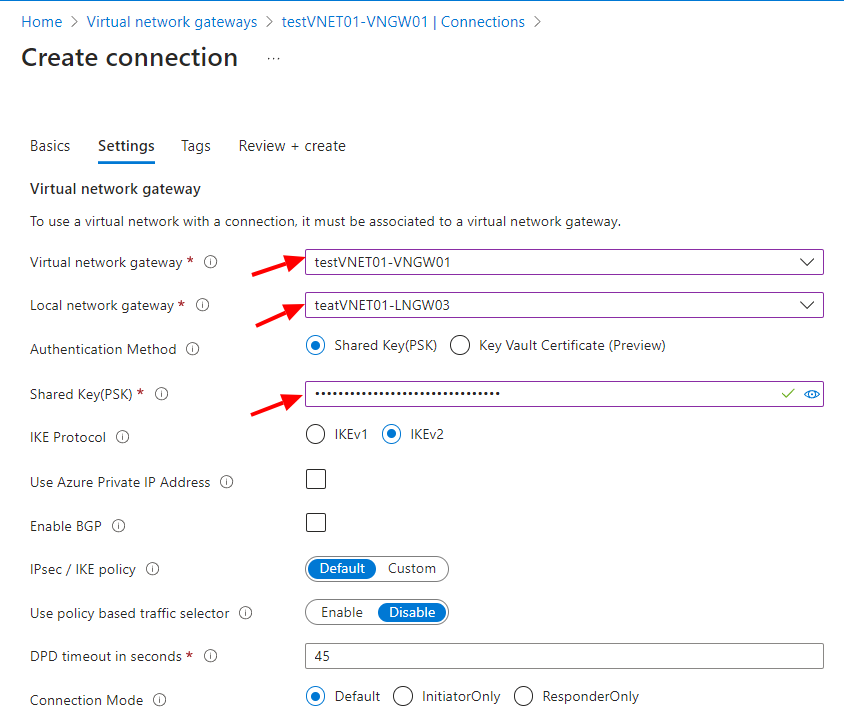 Home > Virtual network gateways > testVNET01-VNGW01 | Connections >
Create connection ...
Basics Settings Tags Review + create
Virtual network gateway
To use a virtual network with a connection, it must be associated to a virtual network gateway.
Virtual network gateway * testVNET01-VNGW01
Local network gateway * teatVNET01-LNGW03
Authentication Method Shared Key(PSK) Key Vault Certificate (Preview)
Shared Key(PSK) * ••••••••••••••••••••••••••••••••
IKE Protocol IKEv1 IKEv2
Use Azure Private IP Address
Enable BGP
IPsec / IKE policy Default Custom
Use policy based traffic selector Enable Disable
DPD timeout in seconds * 45
Connection Mode Default InitiatorOnly ResponderOnly